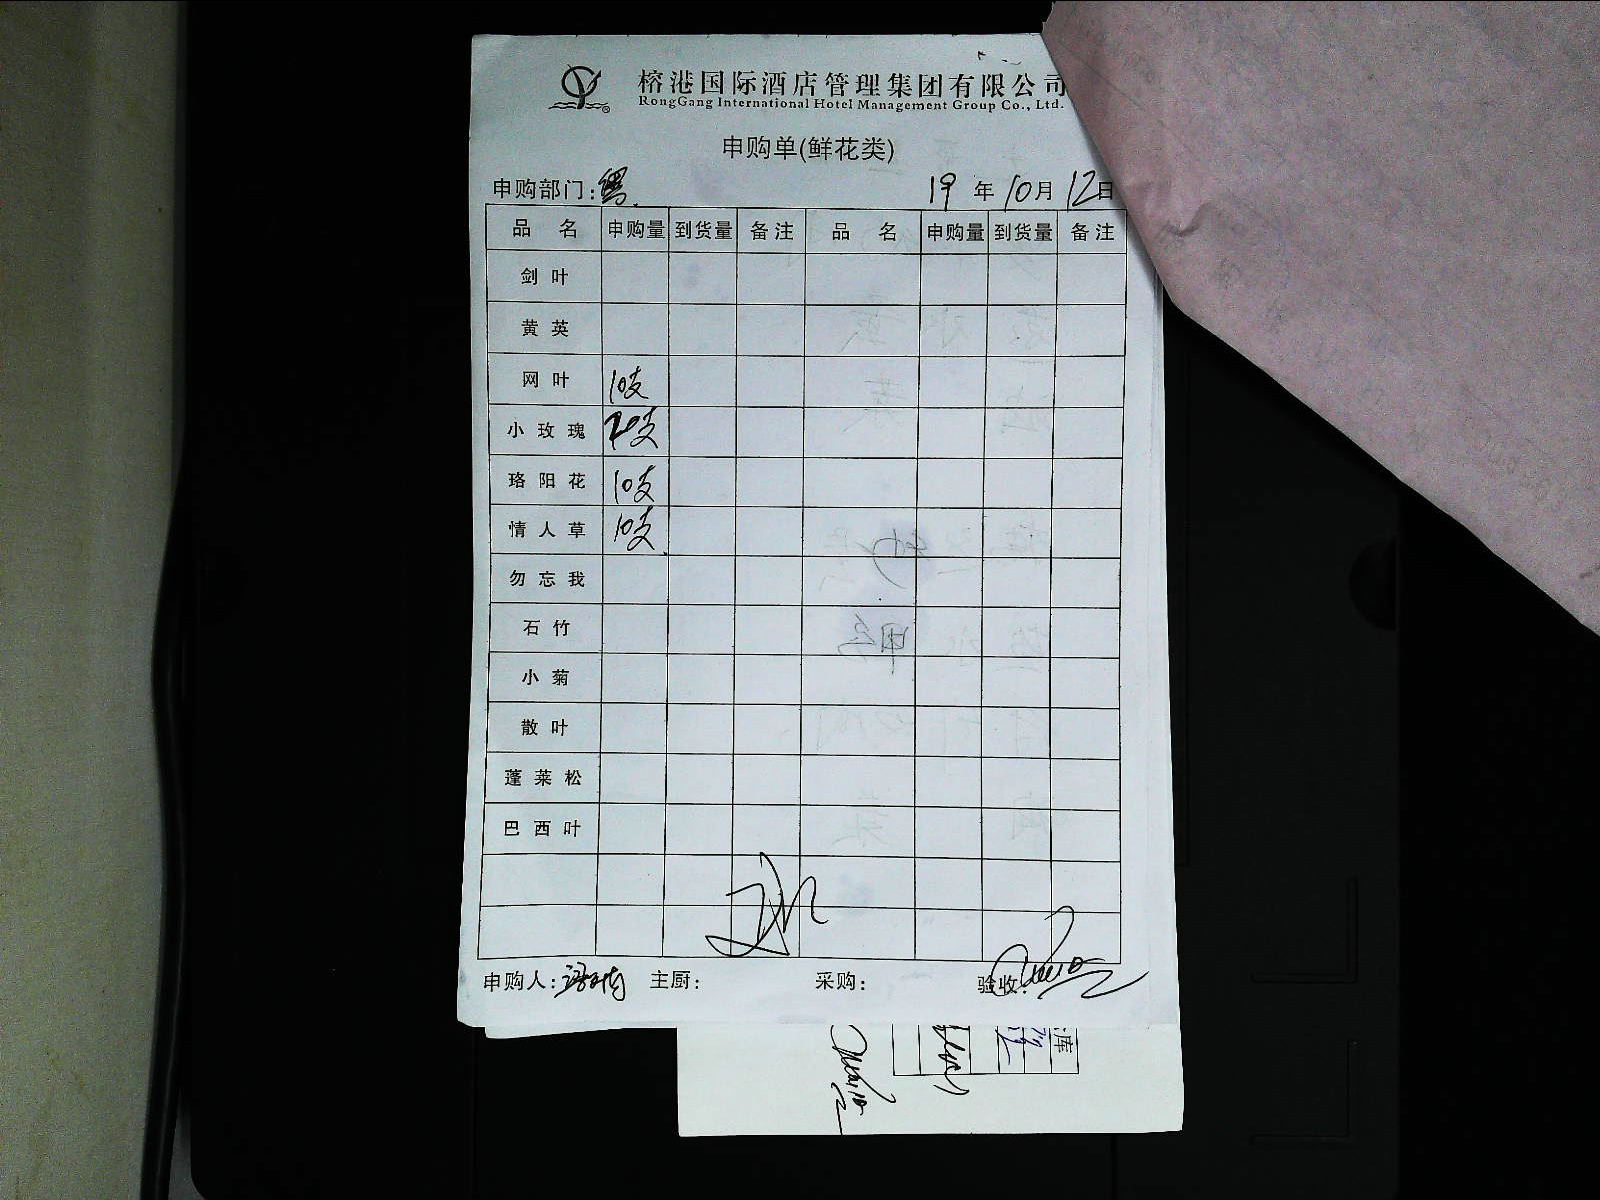 榕港国际酒店管理集团有限公司
RongGang International Hotel Management Group Co., Ltd.
申购单(鲜花类)
申购部门: 19 年 10 月 12 日
品 名 申购量 到货量 备注 品 名 申购量 到货量 备注
剑叶
黄英
网叶 10支
小玫瑰 20支
珞阳花 10支
情人草 10支
勿忘我
石竹
小菊
散叶
蓬莱松
巴西叶
申购人: 主厨: 采购: 验收:
库